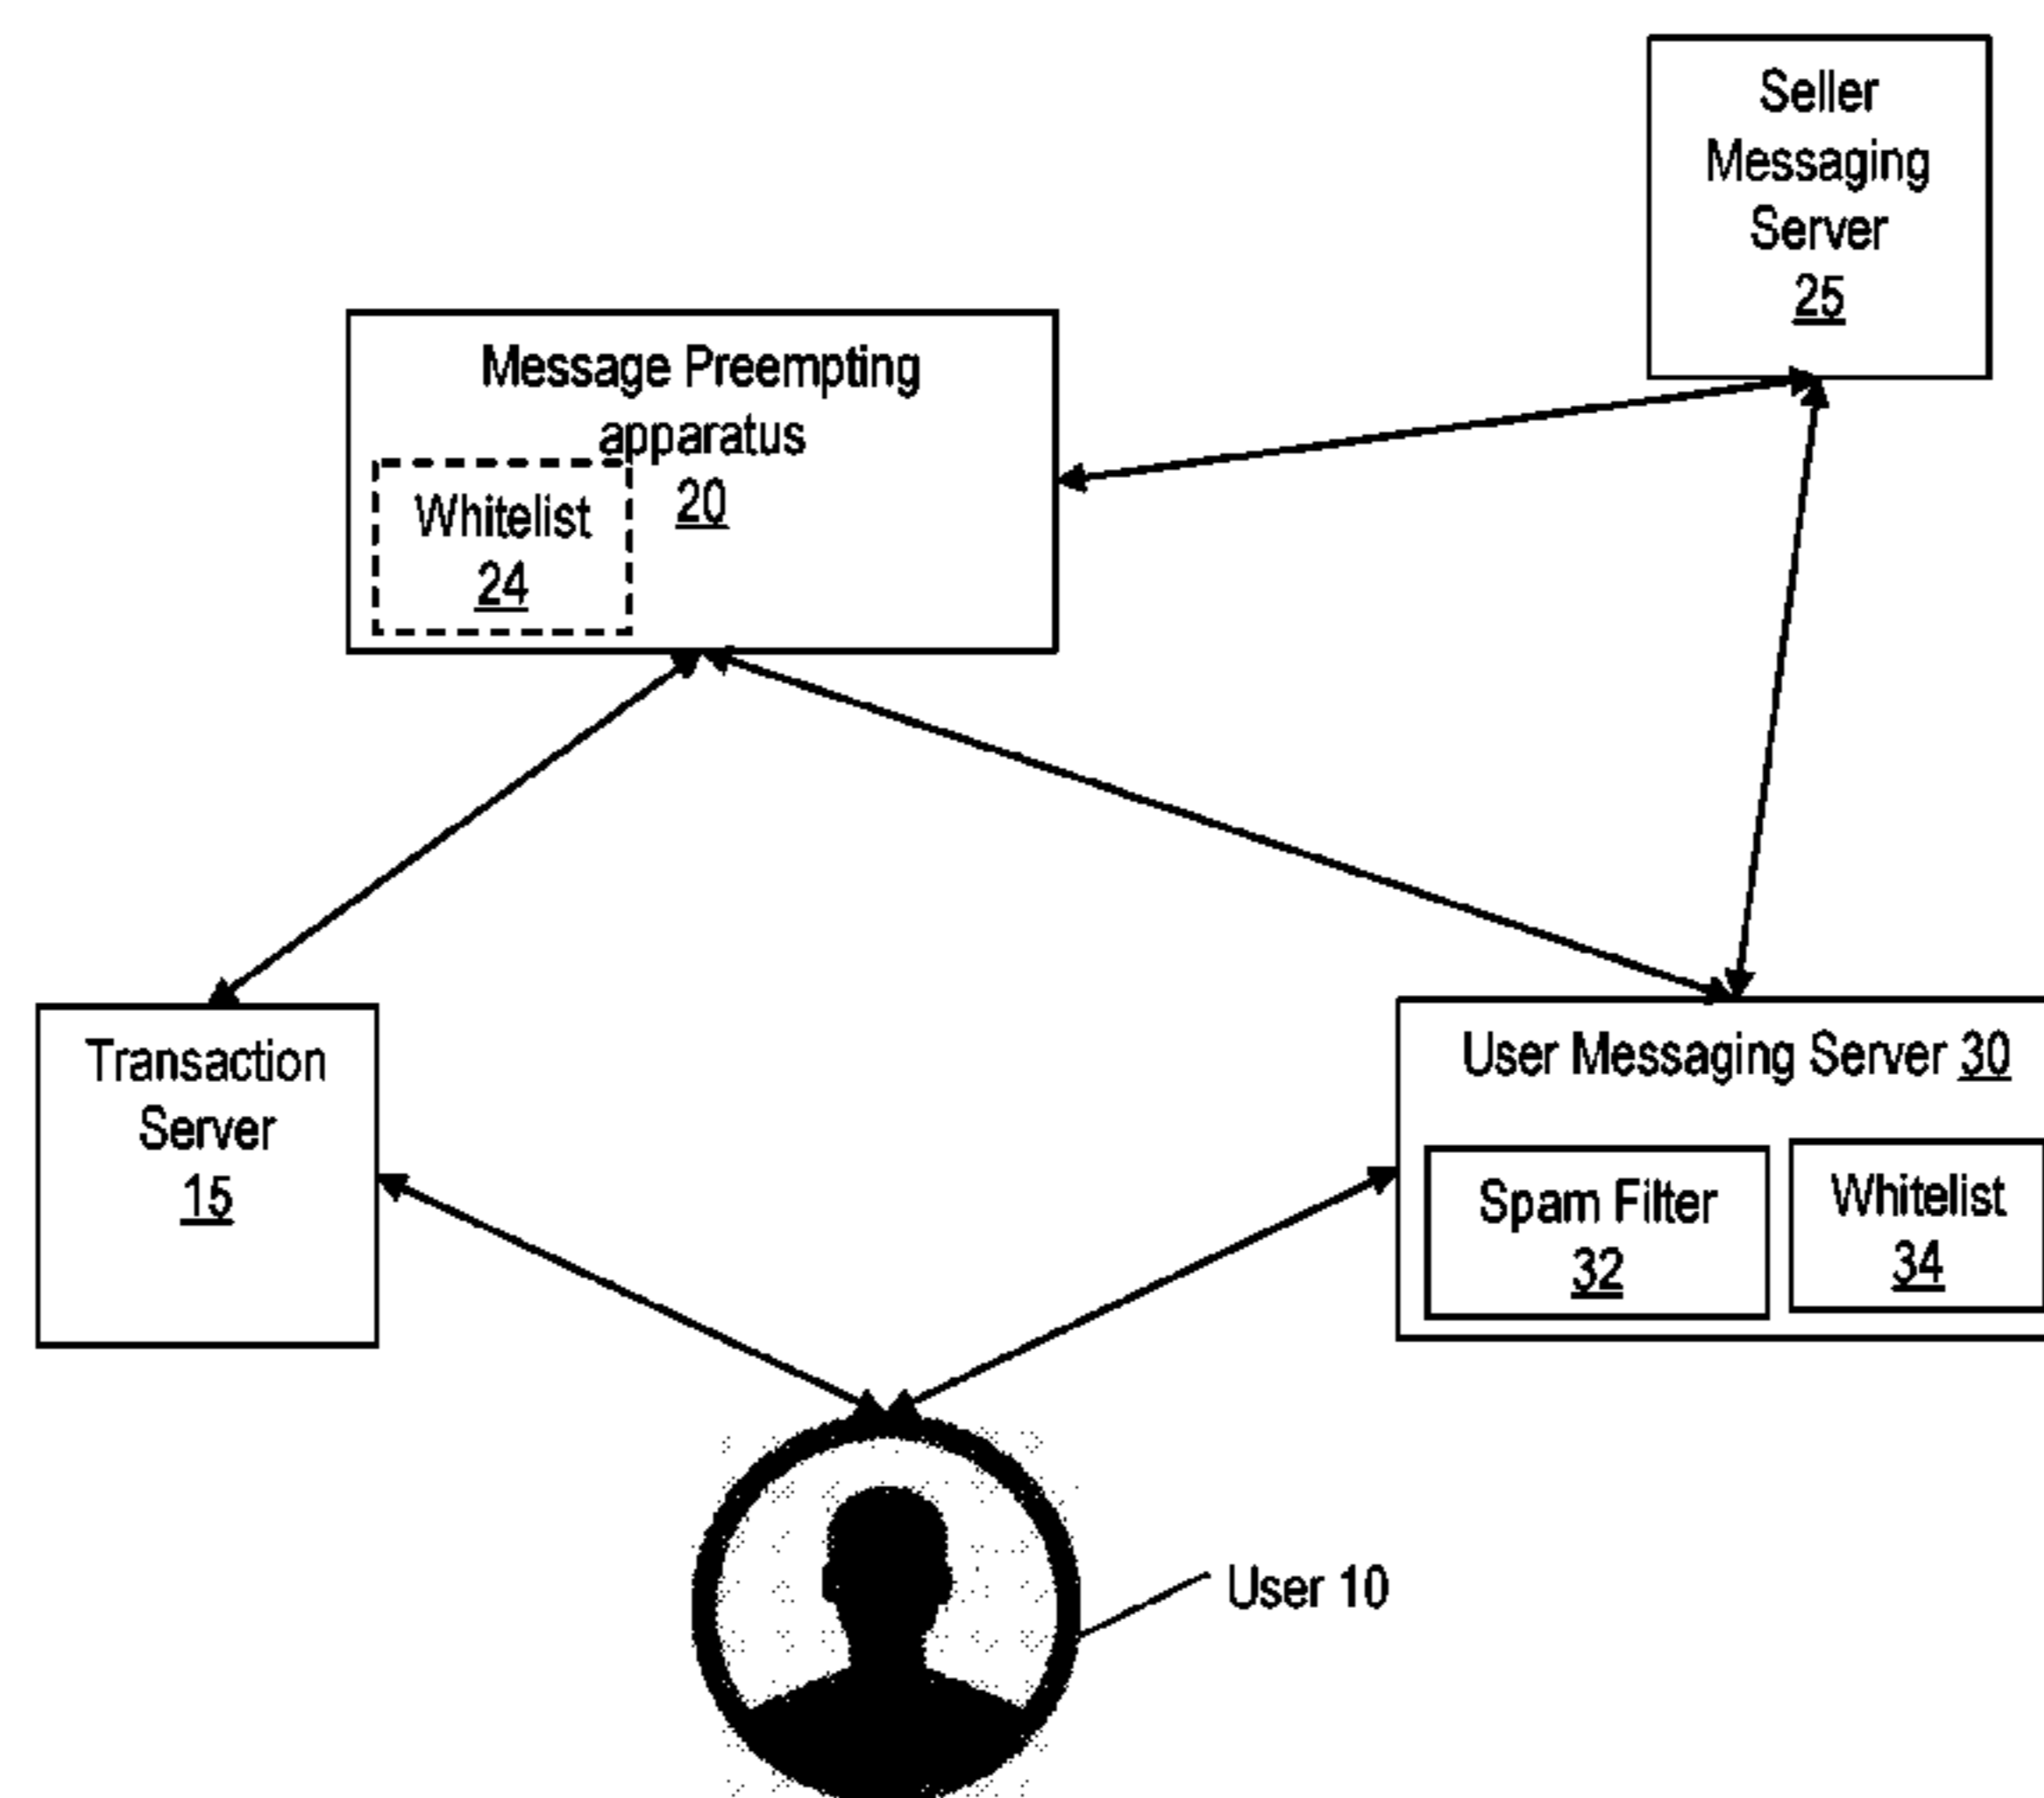 Seller
Messaging
Server
25
Message Preempting
apparatus
20
Whitelist
24
Transaction
Server
15
User Messaging Server 30
Spam Filter
32
Whitelist
34
User 10